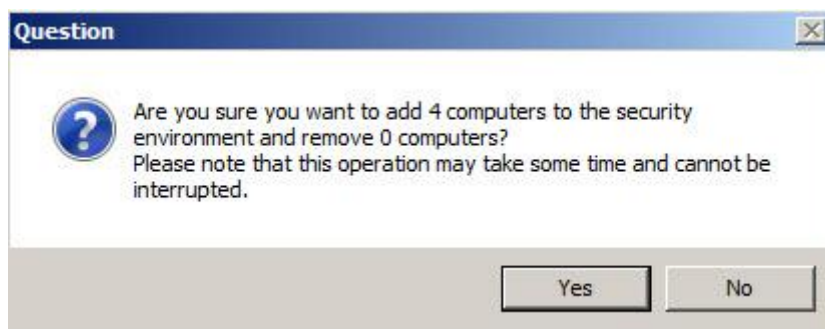 Question
Are you sure you want to add 4 computers to the security
environment and remove 0 computers?
Please note that this operation may take some time and cannot be
interrupted.
Yes
No